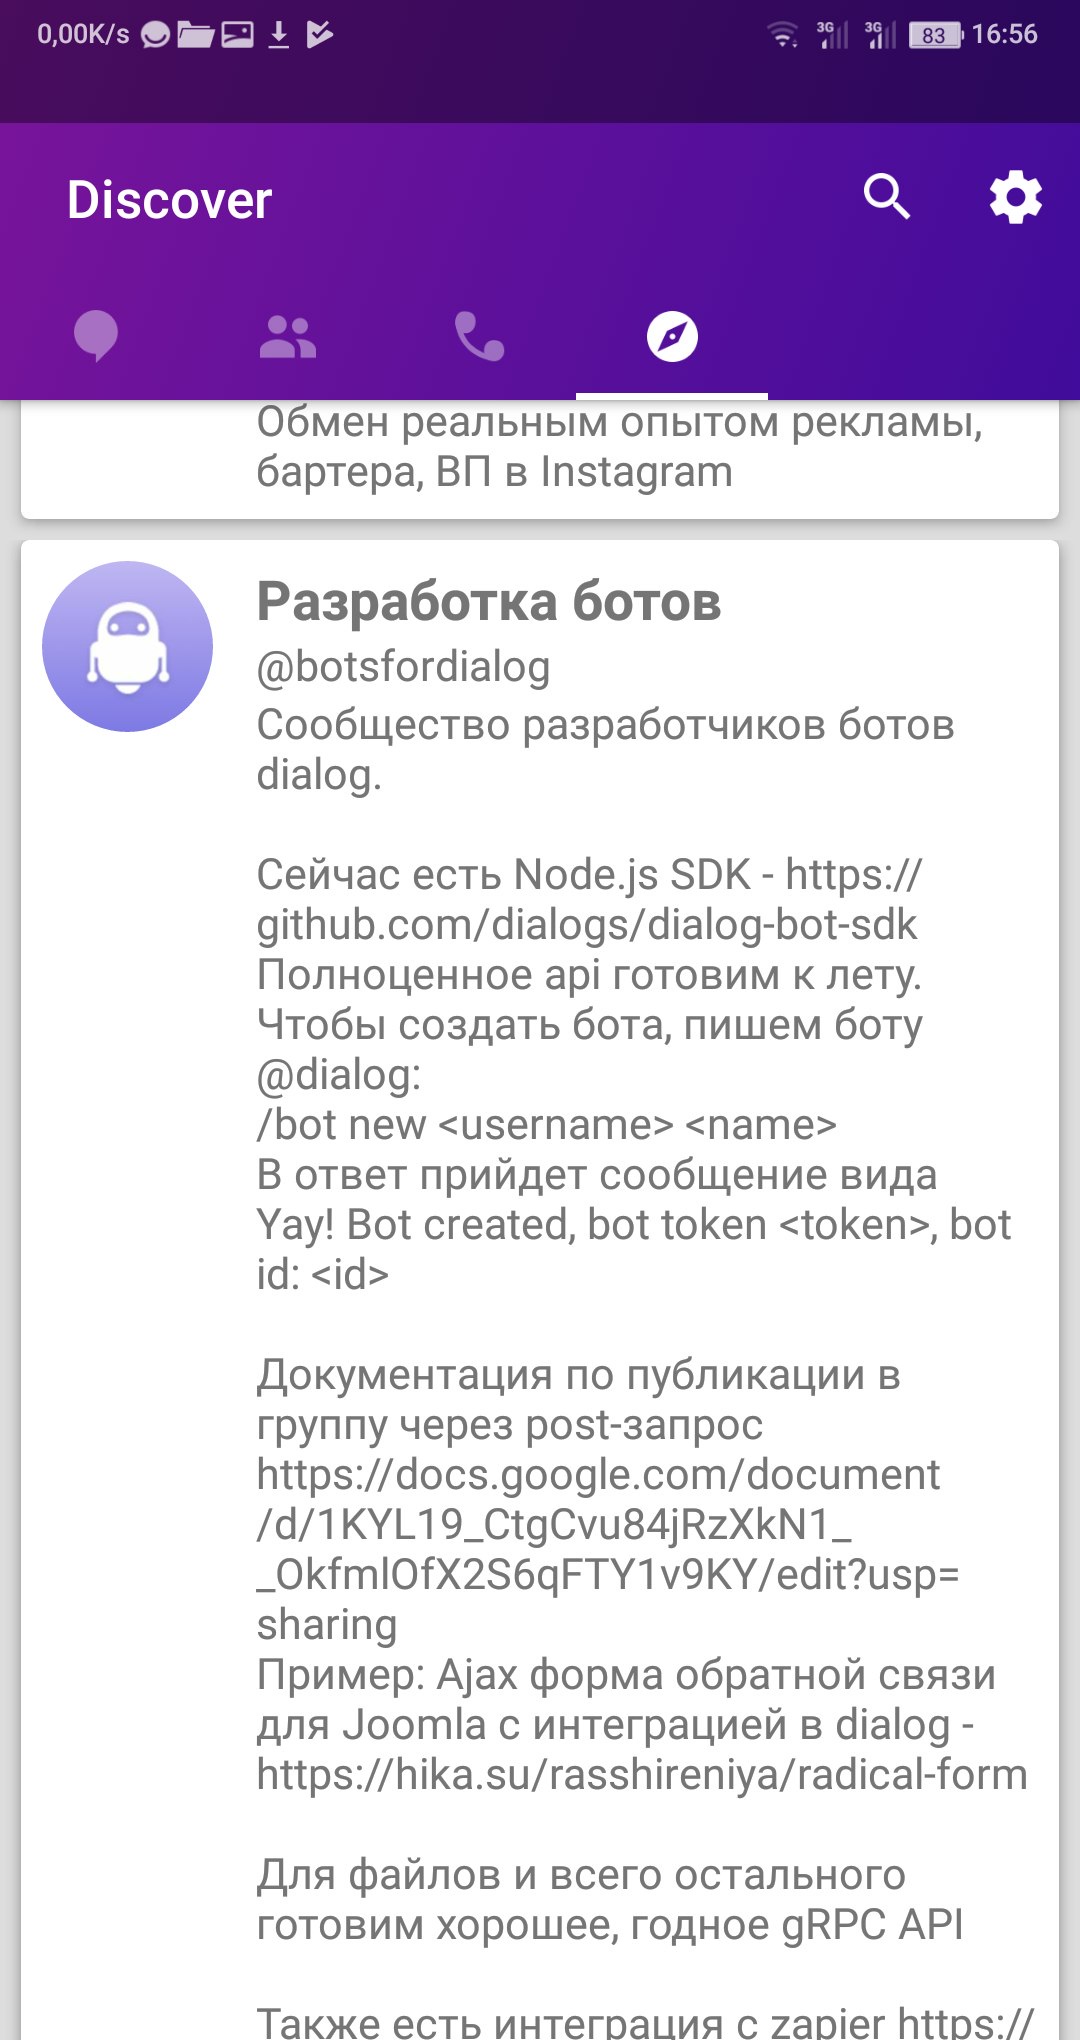 0,00K/s 3G 3G 83 16:56
Discover
Обмен реальным опытом рекламы,
бартера, ВП в Instagram
Разработка ботов
@botsfordialog
Сообщество разработчиков ботов
dialog.
Сейчас есть Node.js SDK - https://
github.com/dialogs/dialog-bot-sdk
Полноценное api готовим к лету.
Чтобы создать бота, пишем боту
@dialog:
/bot new <username> <name>
В ответ прийдет сообщение вида
Yay! Bot created, bot token <token>, bot
id: <id>
Документация по публикации в
группу через post-запрос
https://docs.google.com/document
/d/1KYL19_CtgCvu84jRzXkN1_
_OkfmlOfX2S6qFTY1v9KY/edit?usp=
sharing
Пример: Ajax форма обратной связи
для Joomla с интеграцией в dialog -
https://hika.su/rasshireniya/radical-form
Для файлов и всего остального
готовим хорошее, годное gRPC API
Также есть интеграция с zapier https://